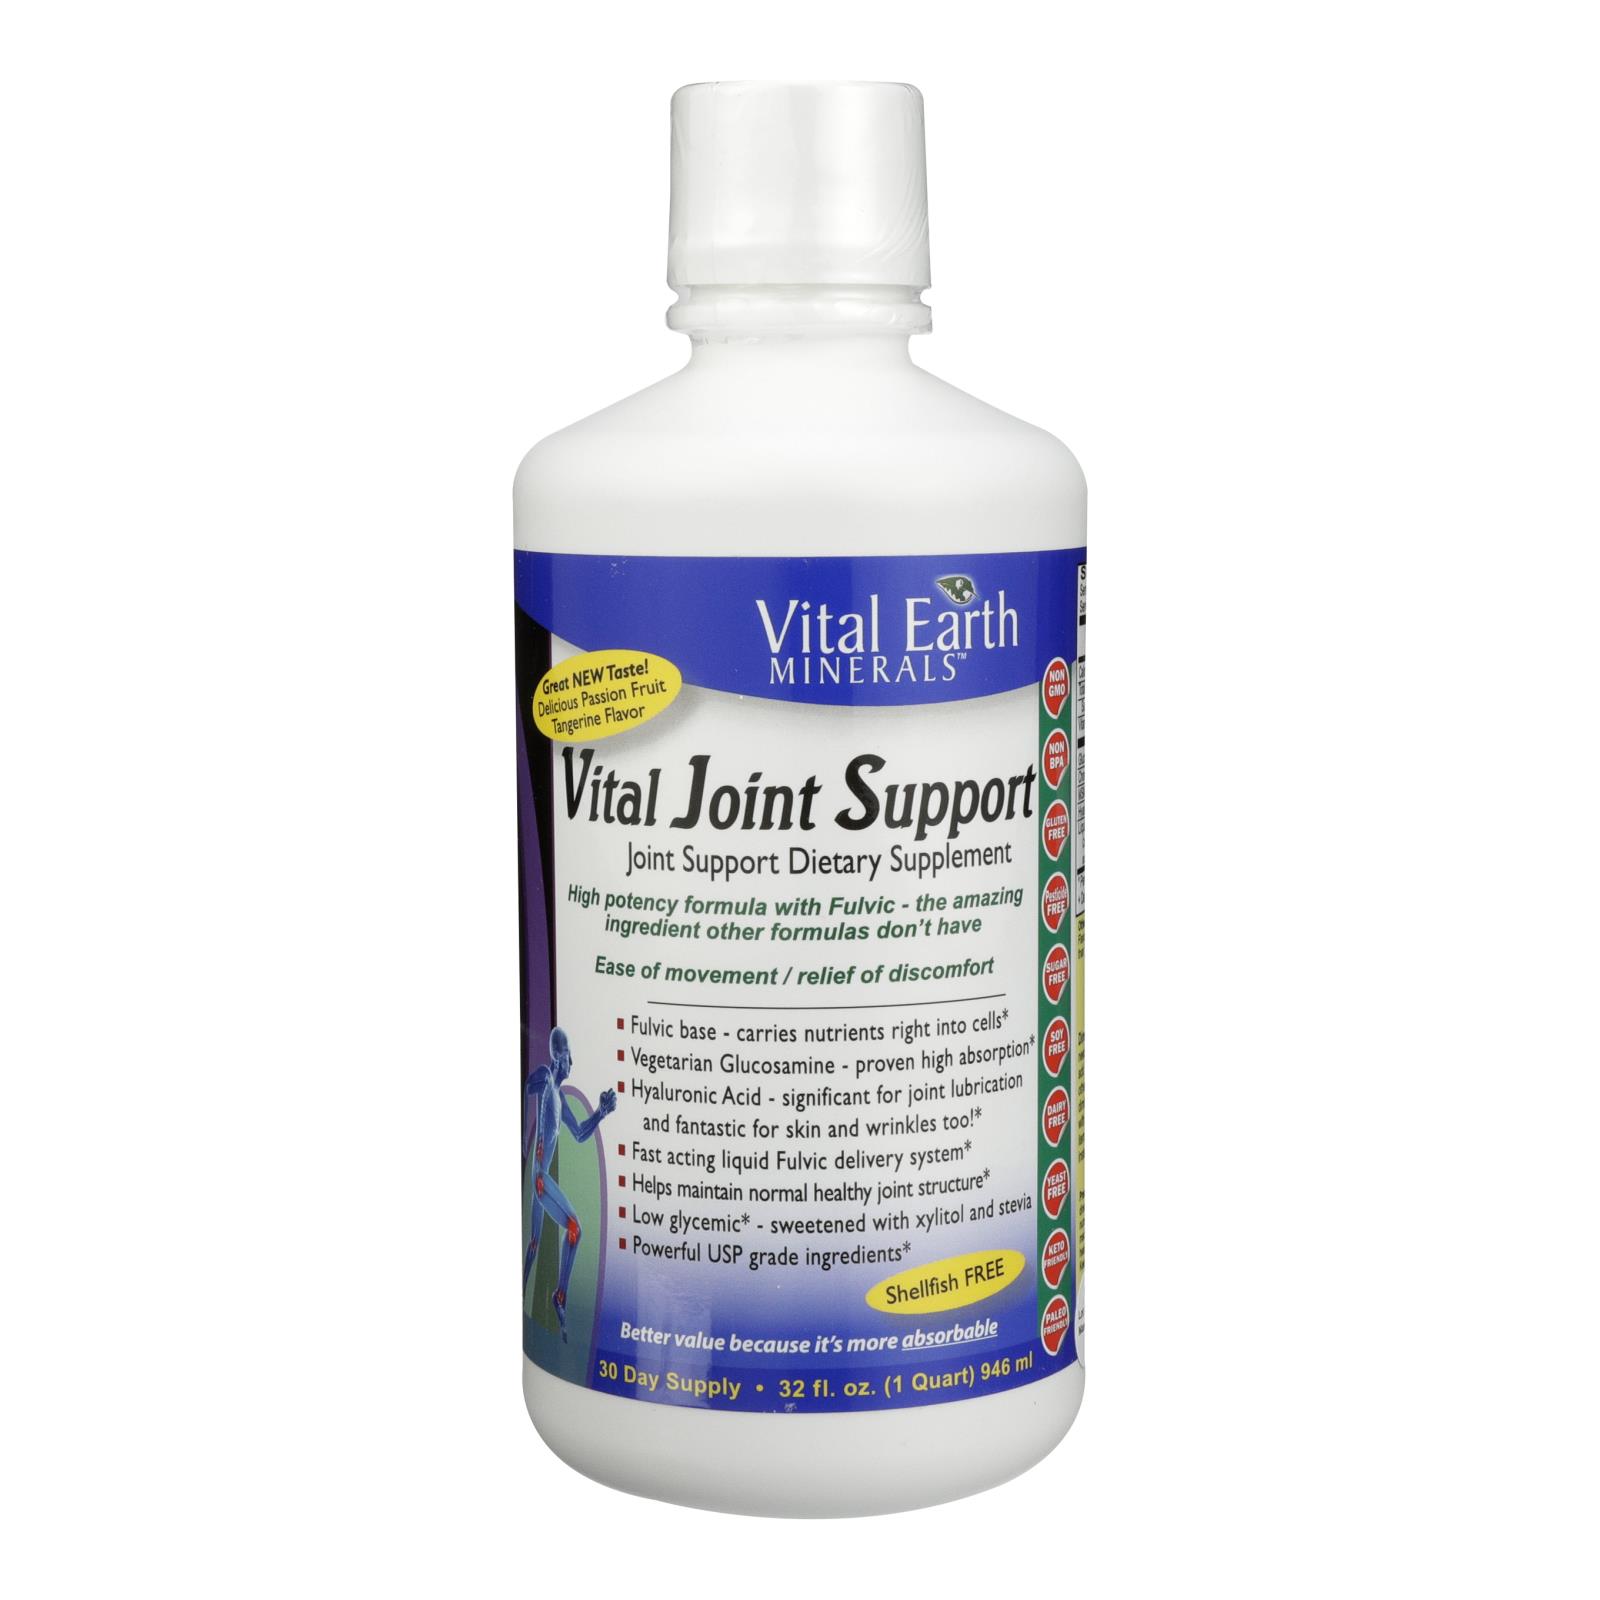 Vital Earth
MINERALS™
Great NEW Taste!
Delicious Passion Fruit
Tangerine Flavor
Vital Joint Support
Joint Support Dietary Supplement
High potency formula with Fulvic - the amazing
ingredient other formulas don't have
Ease of movement / relief of discomfort
▪ Fulvic base - carries nutrients right into cells*
▪ Vegetarian Glucosamine - proven high absorption*
▪ Hyaluronic Acid - significant for joint lubrication
and fantastic for skin and wrinkles too!*
▪ Fast acting liquid Fulvic delivery system*
▪ Helps maintain normal healthy joint structure*
▪ Low glycemic* - sweetened with xylitol and stevia
▪ Powerful USP grade ingredients*
Shellfish FREE
Better value because it's more absorbable
30 Day Supply • 32 fl. oz. (1 Quart) 946 ml
NON
GMO
NON
BPA
GLUTEN
FREE
Pesticide
FREE
SUGAR
FREE
SOY
FREE
DAIRY
FREE
YEAST
FREE
KETO
FRIENDLY
PALEO
FRIENDLY